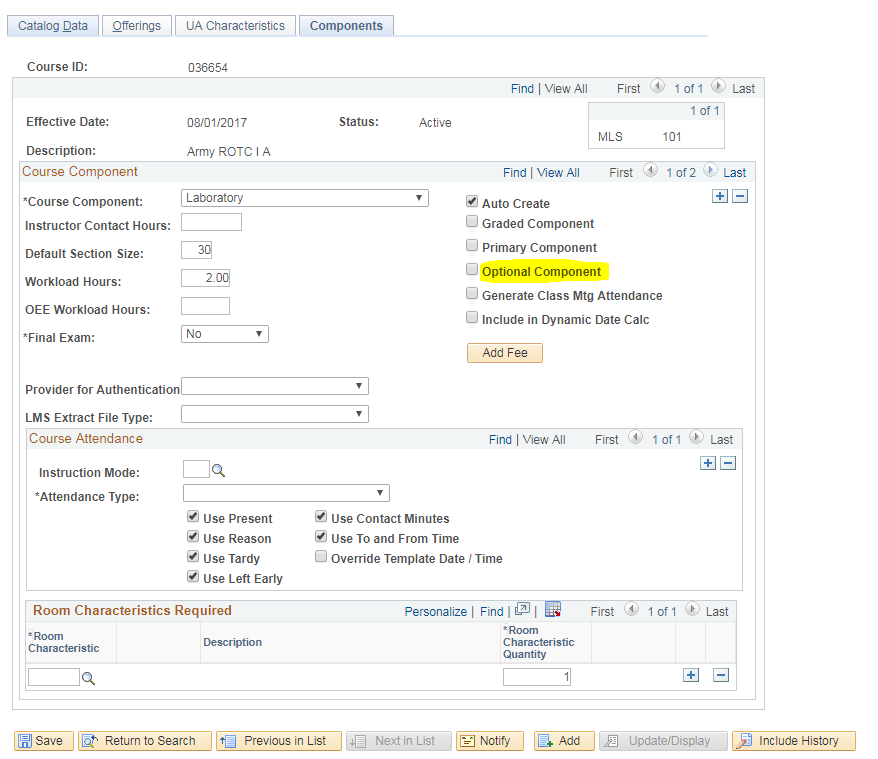 Catalog Data Offerings UA Characteristics Components
Course ID: 036654
Find | View All First 1 of 1 Last
1 of 1
Effective Date: 08/01/2017 Status: Active
MLS 101
Description: Army ROTC I A
Course Component Find | View All First 1 of 2 Last
*Course Component: Laboratory Auto Create
Instructor Contact Hours: Graded Component
Default Section Size: 30 Primary Component
Workload Hours: 2.00 Optional Component
OEE Workload Hours: Generate Class Mtg Attendance
*Final Exam: No Include in Dynamic Date Calc
Add Fee
Provider for Authentication
LMS Extract File Type:
Course Attendance Find | View All First 1 of 1 Last
Instruction Mode:
*Attendance Type:
Use Present Use Contact Minutes
Use Reason Use To and From Time
Use Tardy Override Template Date / Time
Use Left Early
Room Characteristics Required Personalize | Find | | First 1 of 1 Last
*Room
Characteristic
Description
*Room
Characteristic
Quantity
1
Save Return to Search Previous in List Next in List Notify Add Update/Display Include History